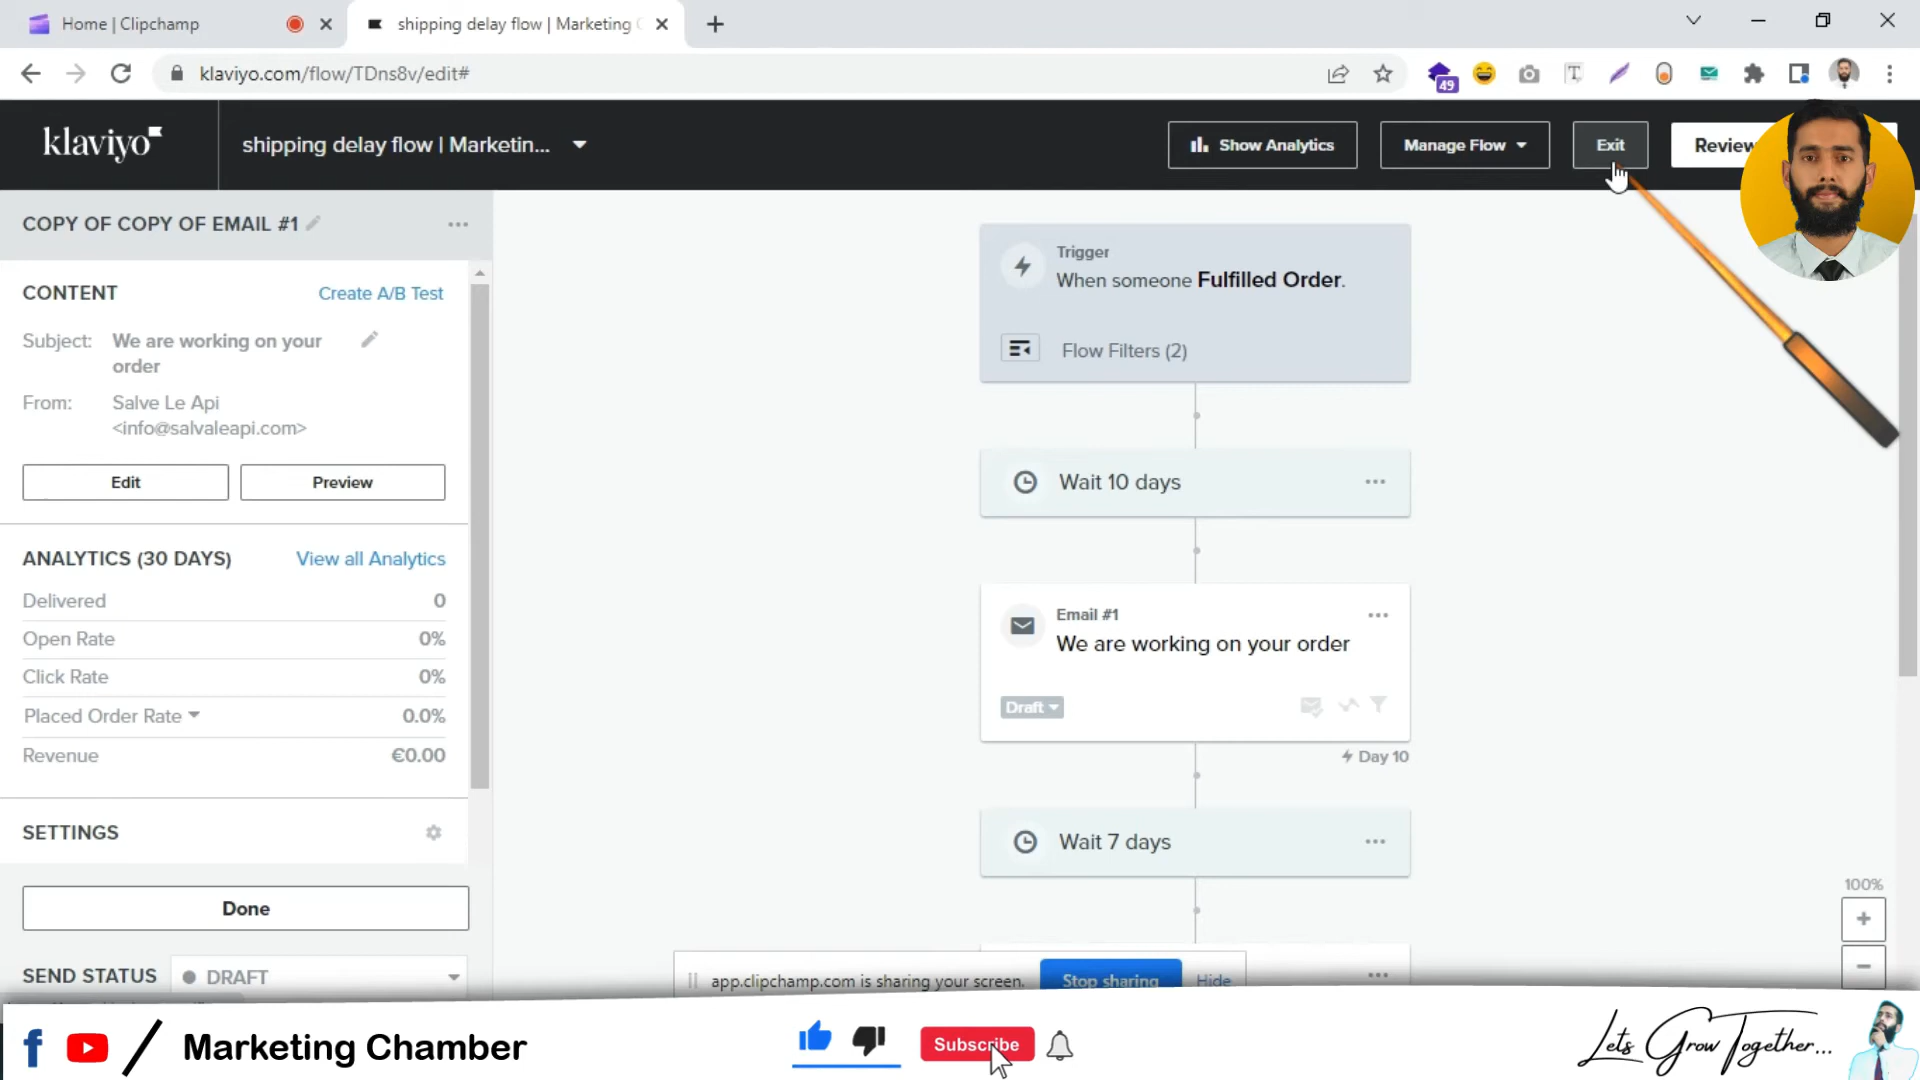 Home | Clipchamp
shipping delay flow | Marketing
klaviyo.com/flow/TDns8v/edit#
49
klaviyo
shipping delay flow | Marketin...
Show Analytics
Manage Flow
Exit
Review
COPY OF COPY OF EMAIL #1
CONTENT
Create A/B Test
Subject:
We are working on your
order
From:
Salve Le Api
<info@salvaleapi.com>
Edit
Preview
ANALYTICS (30 DAYS)
View all Analytics
Delivered
0
Open Rate
0%
Click Rate
0%
Placed Order Rate
0.0%
Revenue
€0.00
SETTINGS
Done
SEND STATUS
DRAFT
Trigger
When someone Fulfilled Order.
Flow Filters (2)
Wait 10 days
Email #1
We are working on your order
Draft
Day 10
Wait 7 days
100%
app.clipchamp.com is sharing your screen.
Stop sharing
Hide
Marketing Chamber
Subscribe
Lets Grow Together...